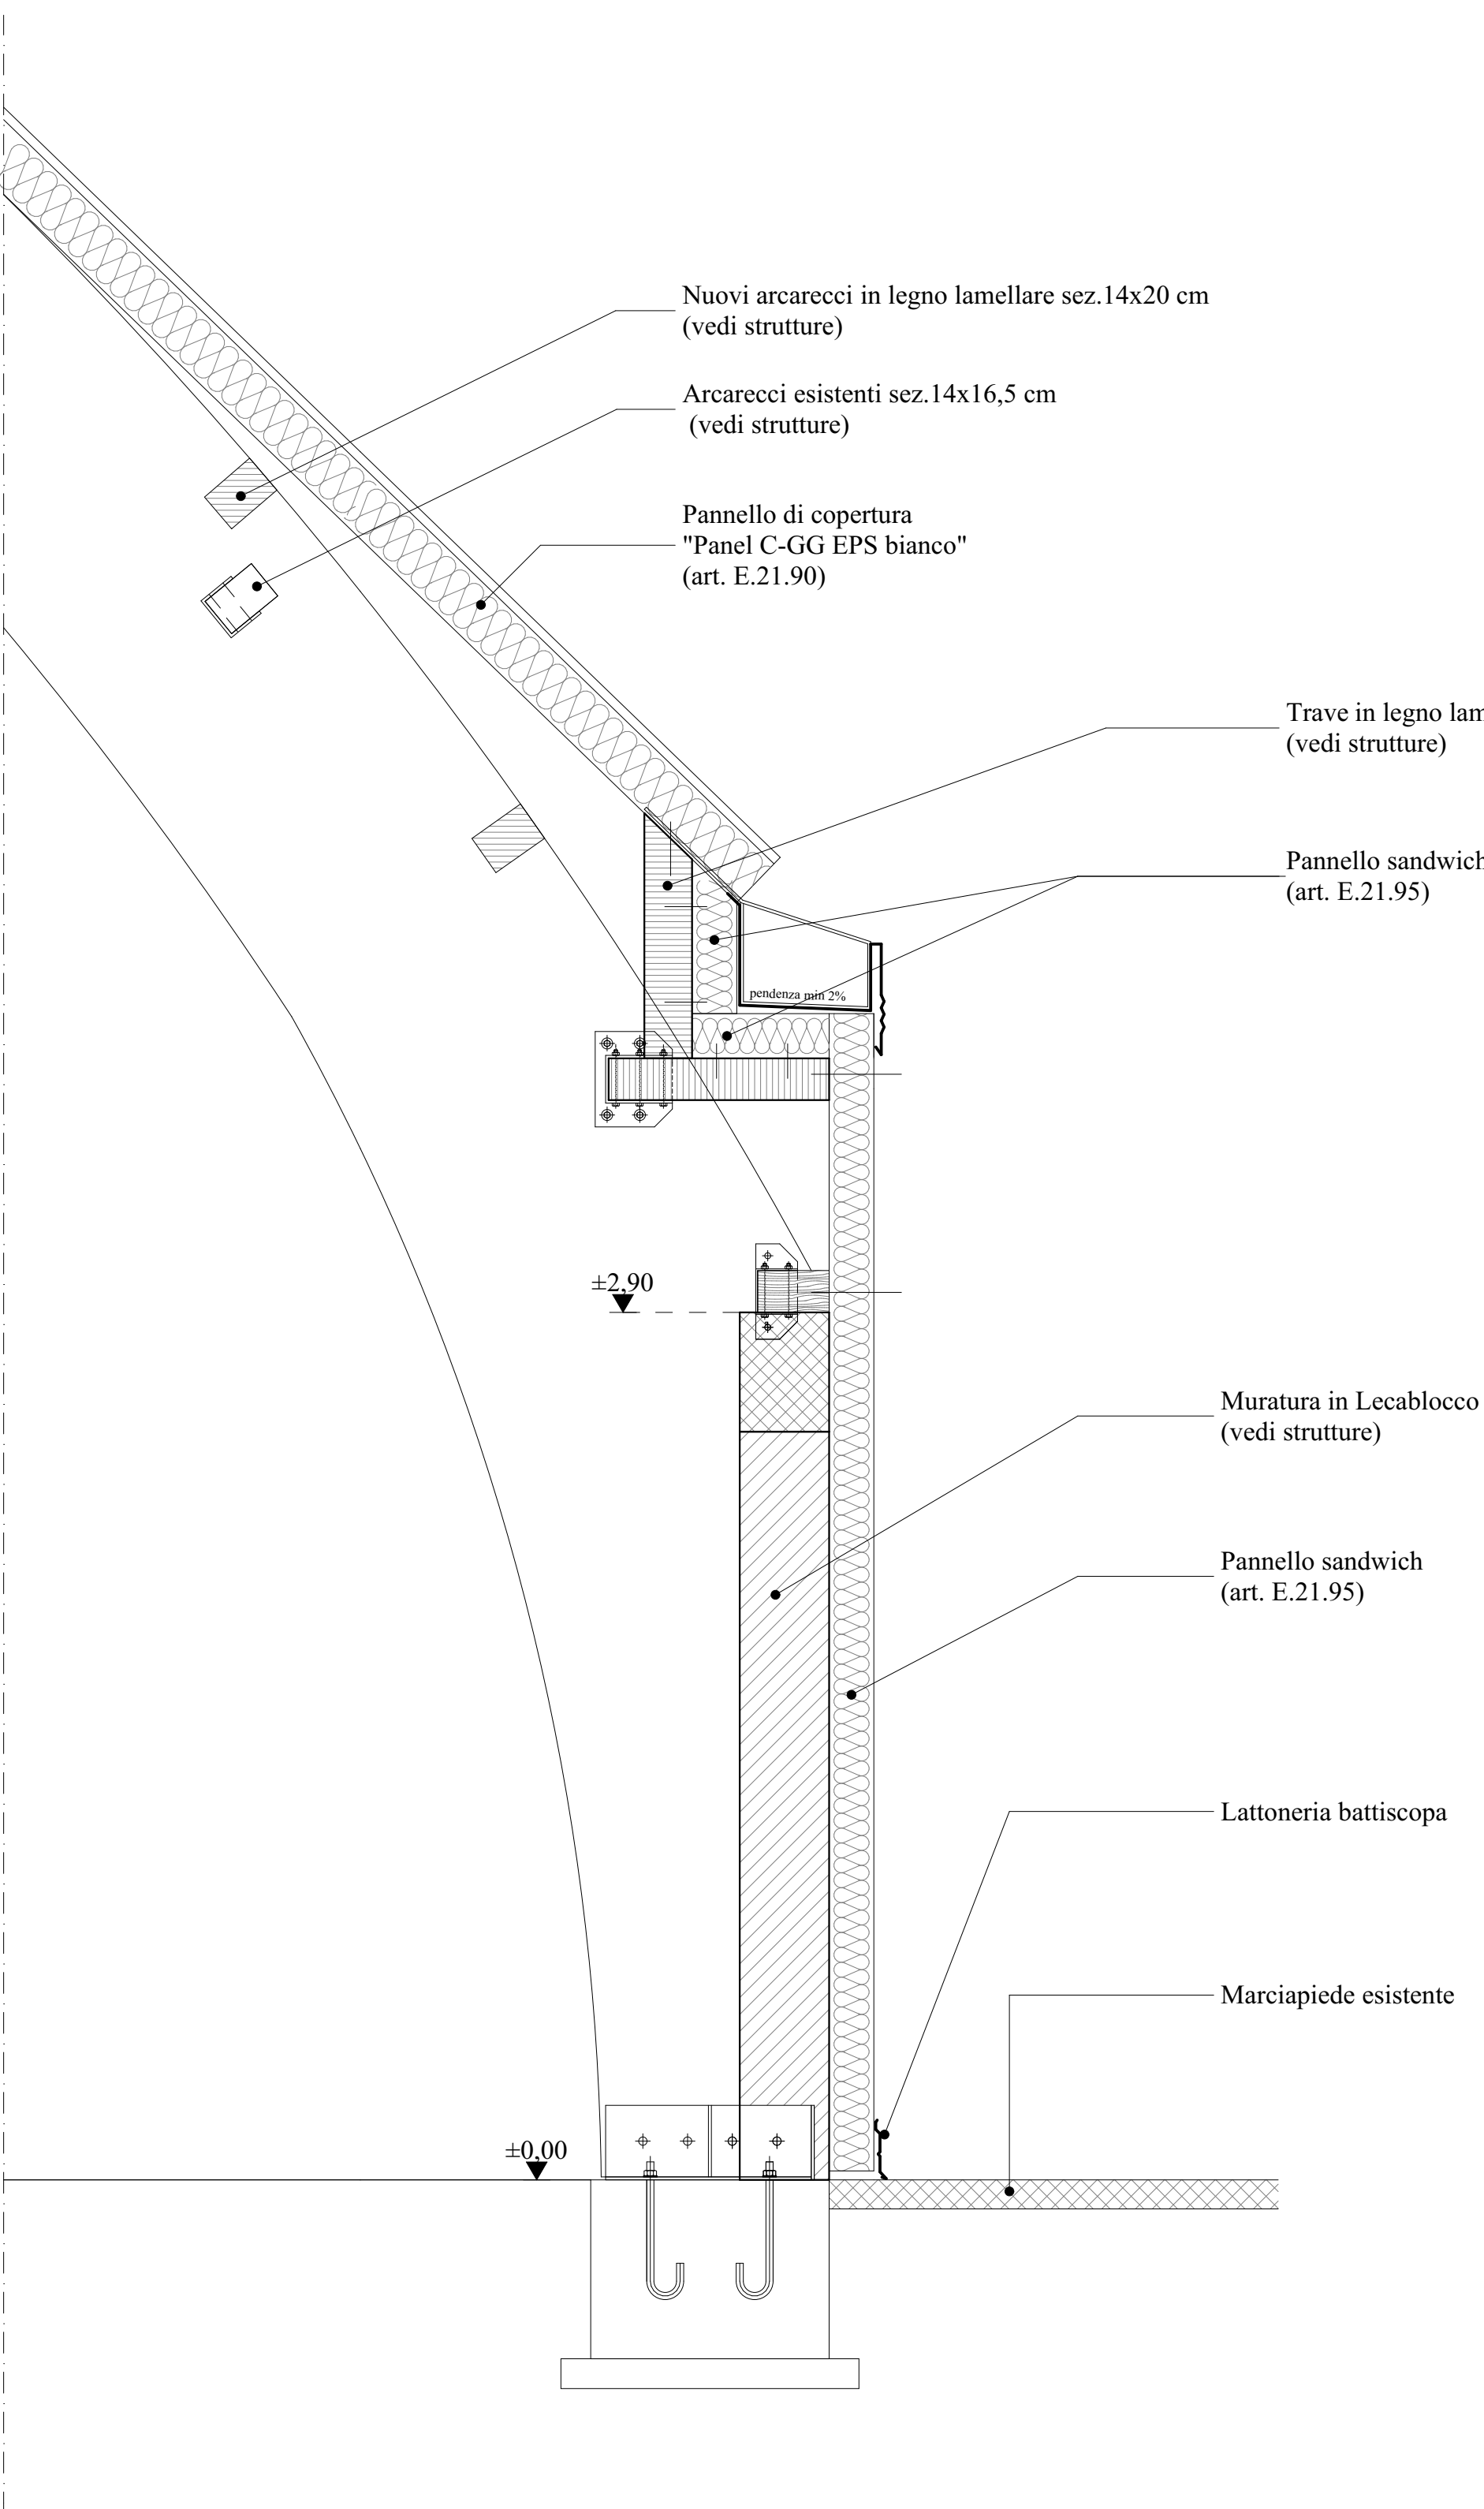 Nuovi arcarecci in legno lamellare sez.14x20 cm
(vedi strutture)
Arcarecci esistenti sez.14x16,5 cm
(vedi strutture)
Pannello di copertura
"Panel C-GG EPS bianco"
(art. E.21.90)
Trave in legno
(vedi strutture)
Pannello sandwich
(art. E.21.95)
pendenza min 2%
±2,90
Muratura in Lecablocco
(vedi strutture)
Pannello sandwich
(art. E.21.95)
Lattoneria battiscopa
Marciapiede esistente
±0,00